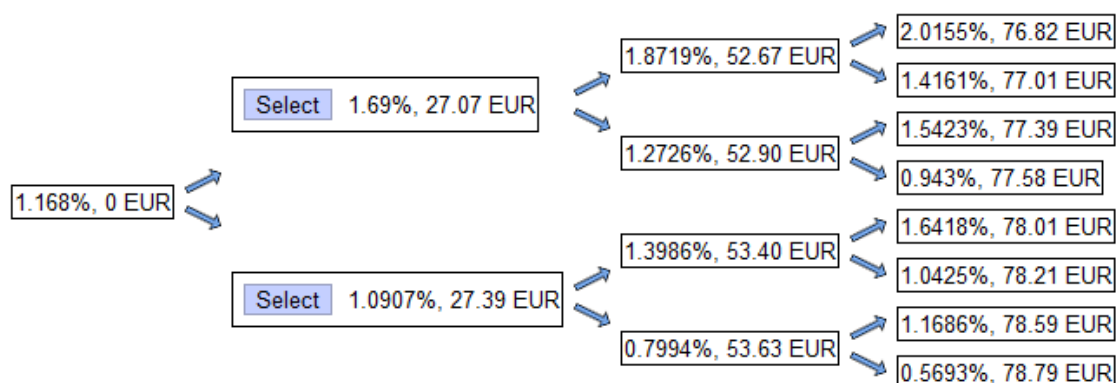 1.168%, 0 EUR
Select 1.69%, 27.07 EUR
Select 1.0907%, 27.39 EUR
1.8719%, 52.67 EUR
1.2726%, 52.90 EUR
1.3986%, 53.40 EUR
0.7994%, 53.63 EUR
2.0155%, 76.82 EUR
1.4161%, 77.01 EUR
1.5423%, 77.39 EUR
0.943%, 77.58 EUR
1.6418%, 78.01 EUR
1.0425%, 78.21 EUR
1.1686%, 78.59 EUR
0.5693%, 78.79 EUR